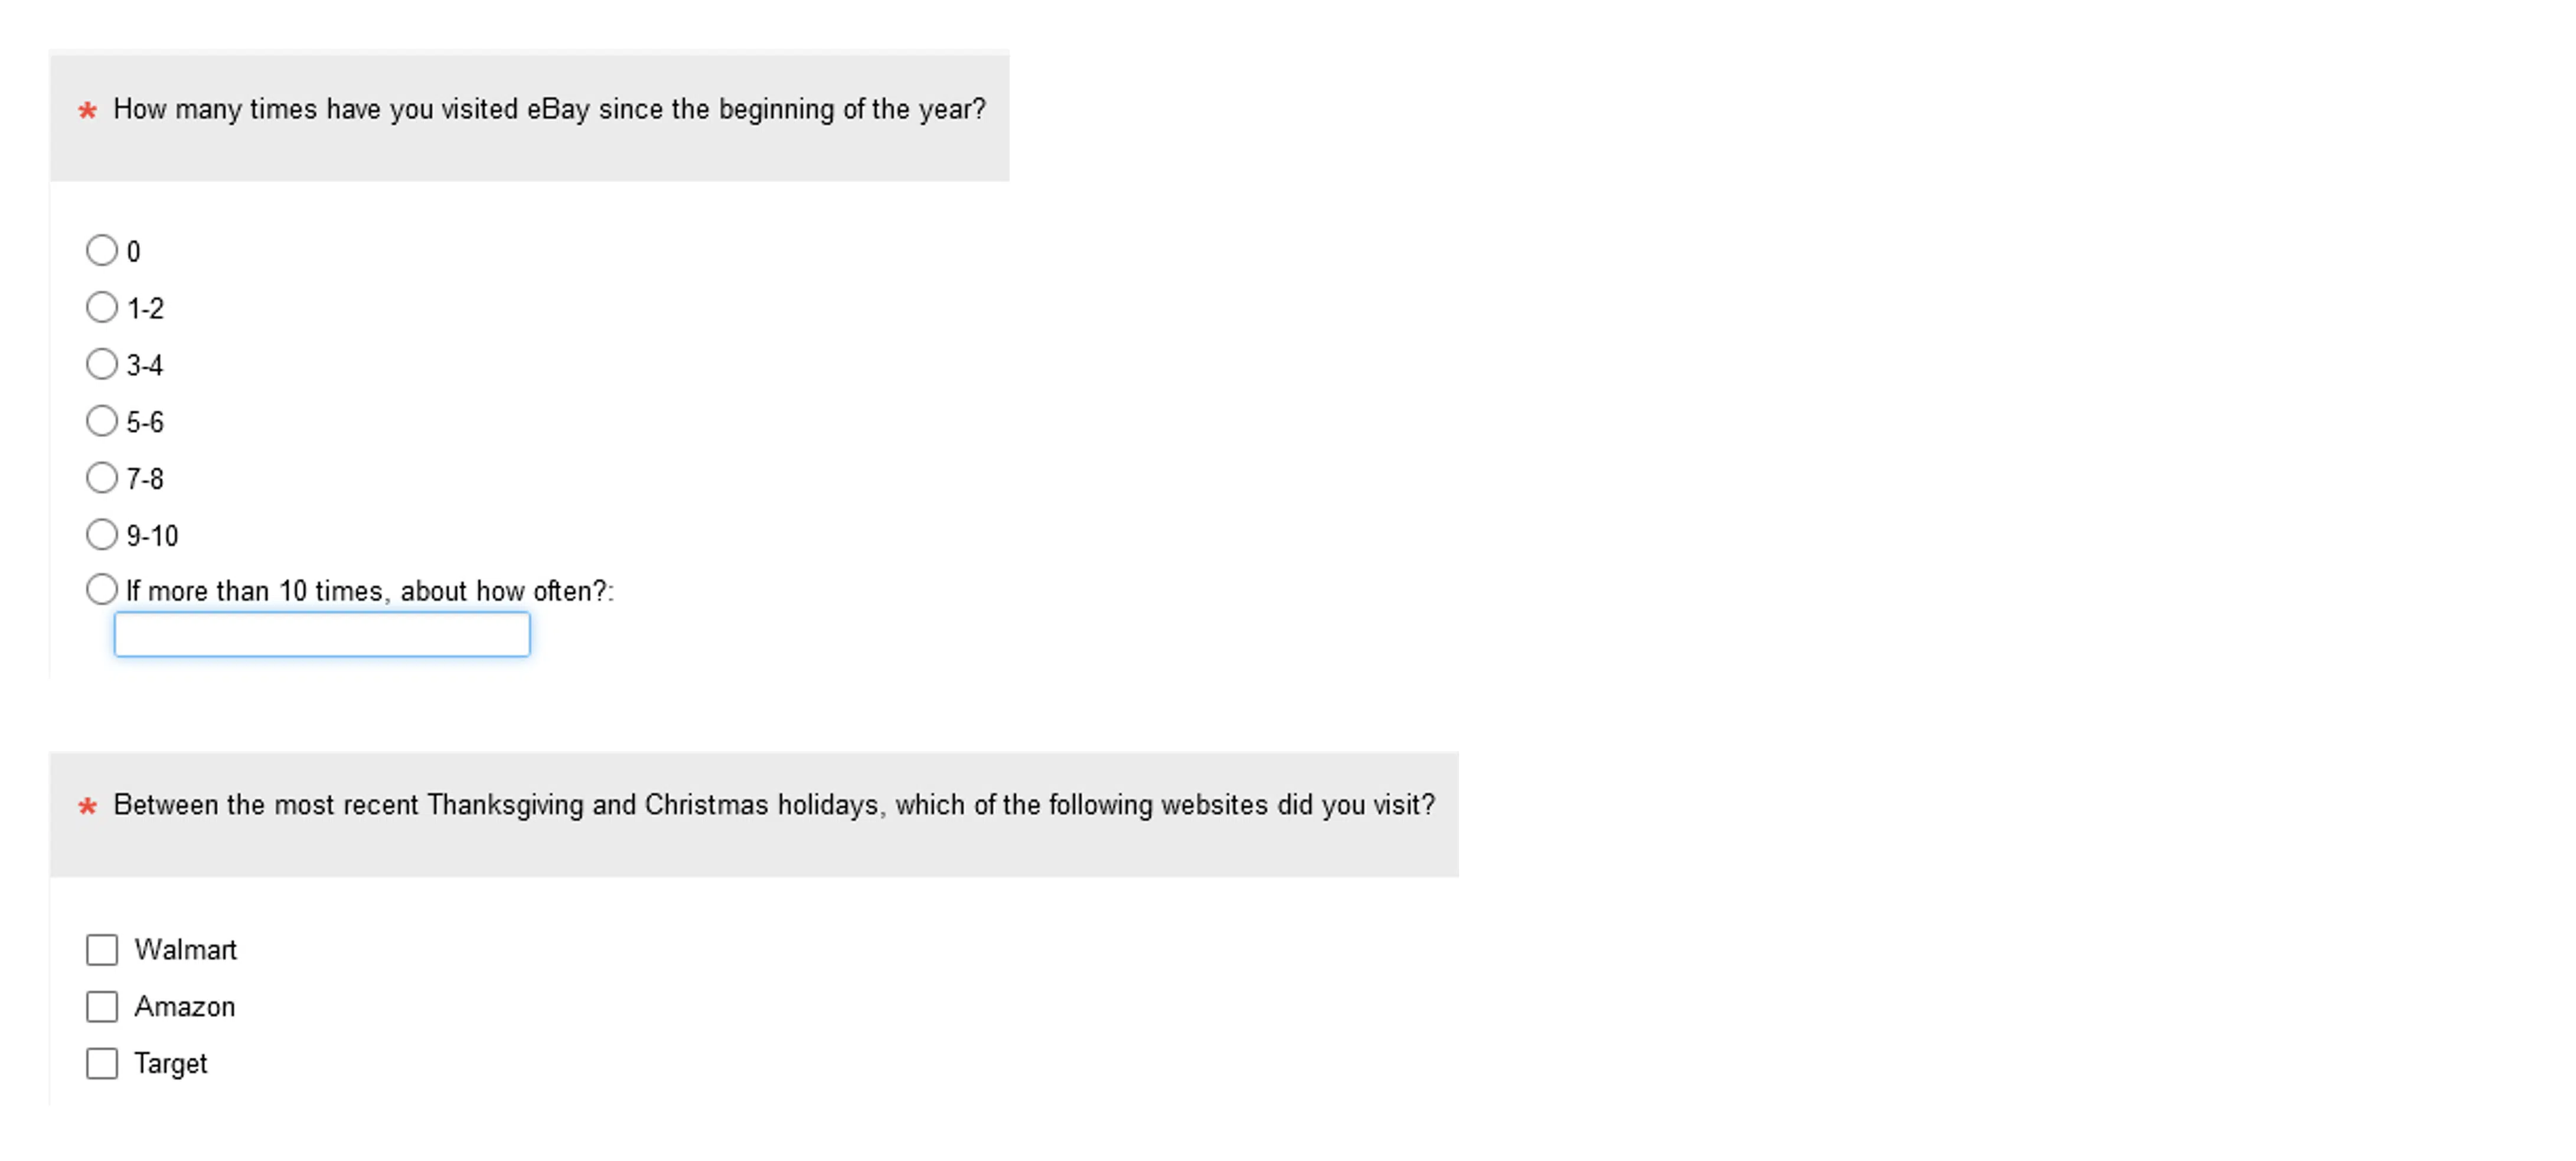 * How many times have you visited eBay since the beginning of the year?
0
1-2
3-4
5-6
7-8
9-10
If more than 10 times, about how often?:
* Between the most recent Thanksgiving and Christmas holidays, which of the following websites did you visit?
Walmart
Amazon
Target